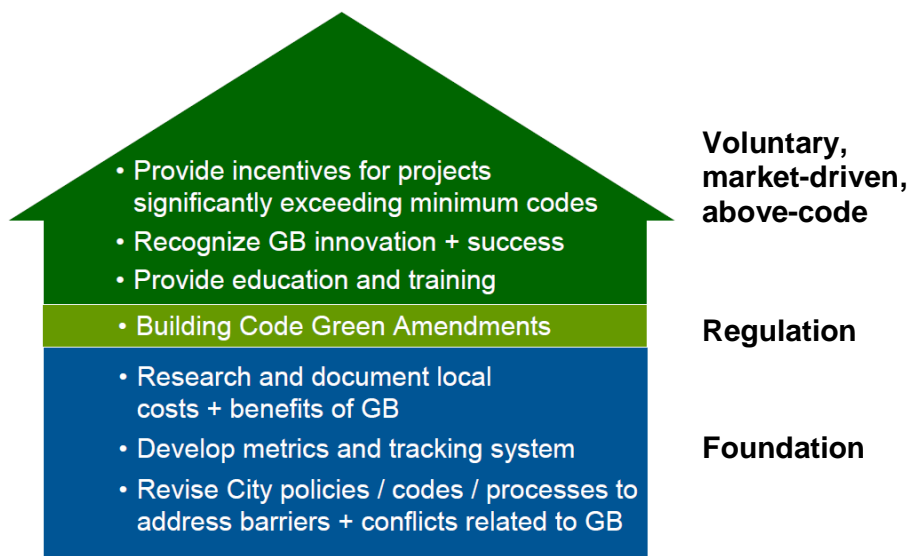 • Provide incentives for projects
significantly exceeding minimum codes
• Recognize GB innovation + success
• Provide education and training
Voluntary,
market-driven,
above-code
• Building Code Green Amendments
Regulation
• Research and document local
costs + benefits of GB
• Develop metrics and tracking system
• Revise City policies / codes / processes to
address barriers + conflicts related to GB
Foundation